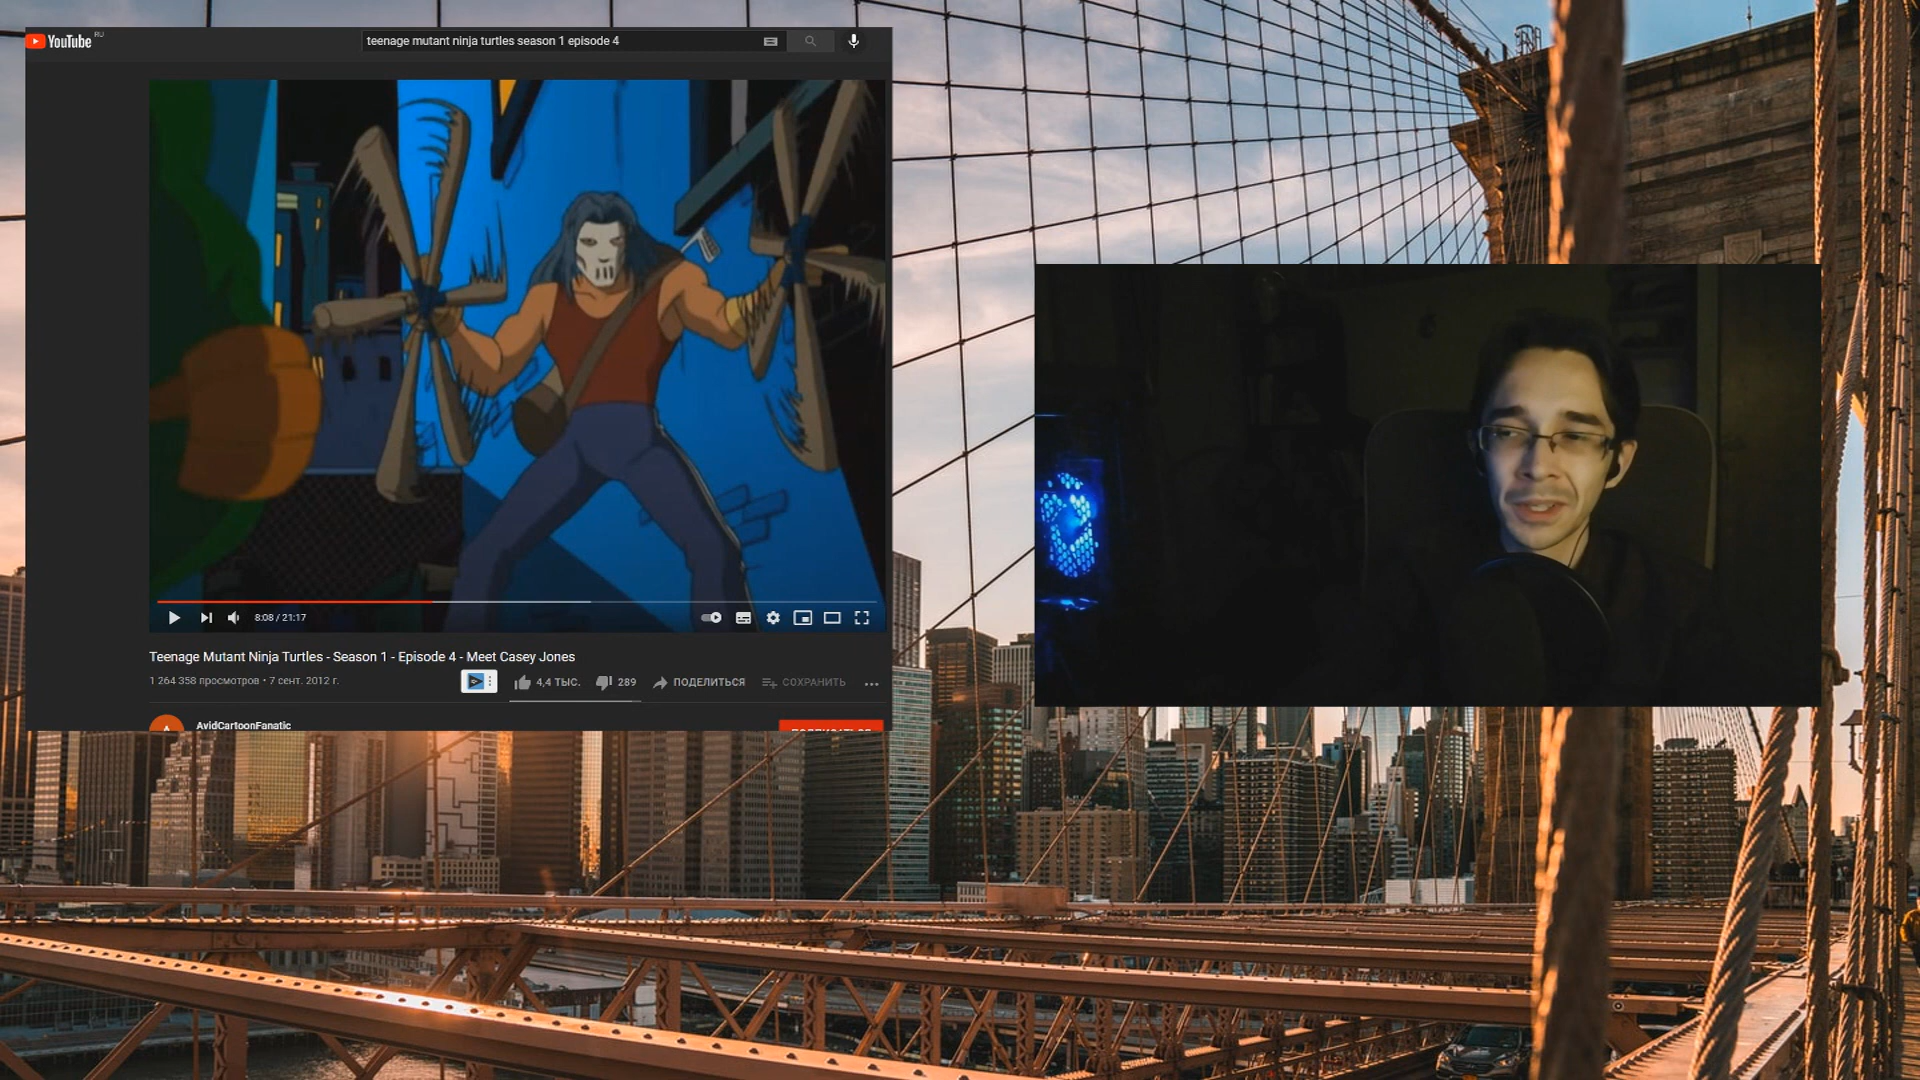 YouTube RU
teenage mutant ninja turtles season 1 episode 4
8:08 / 21:17
Teenage Mutant Ninja Turtles - Season 1 - Episode 4 - Meet Casey Jones
1 264 358 просмотров • 7 сент. 2012 г.
4,4 ТЫС.
289
ПОДЕЛИТЬСЯ
СОХРАНИТЬ
AvidCartoonFanatic